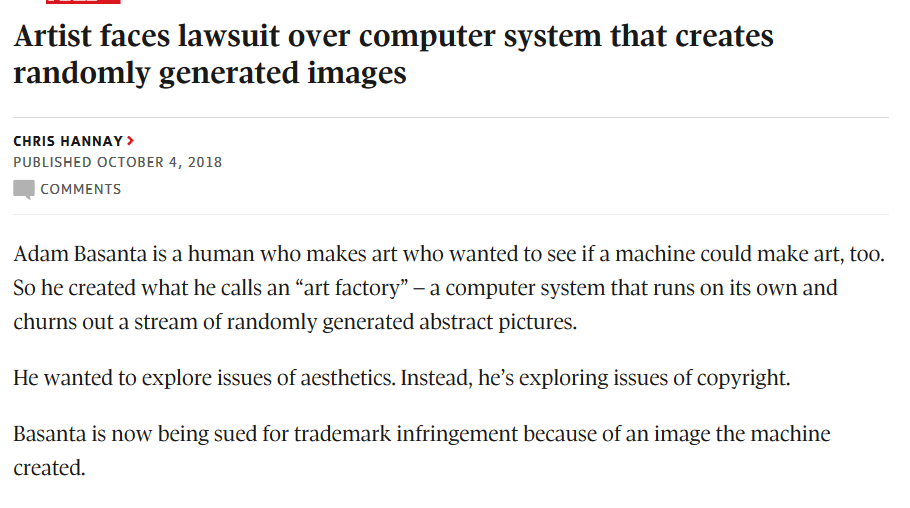 Artist faces lawsuit over computer system that creates
randomly generated images
CHRIS HANNAY
PUBLISHED OCTOBER 4, 2018
COMMENTS
Adam Basanta is a human who makes art who wanted to see if a machine could make art, too.
So he created what he calls an “art factory” – a computer system that runs on its own and
churns out a stream of randomly generated abstract pictures.
He wanted to explore issues of aesthetics. Instead, he’s exploring issues of copyright.
Basanta is now being sued for trademark infringement because of an image the machine
created.